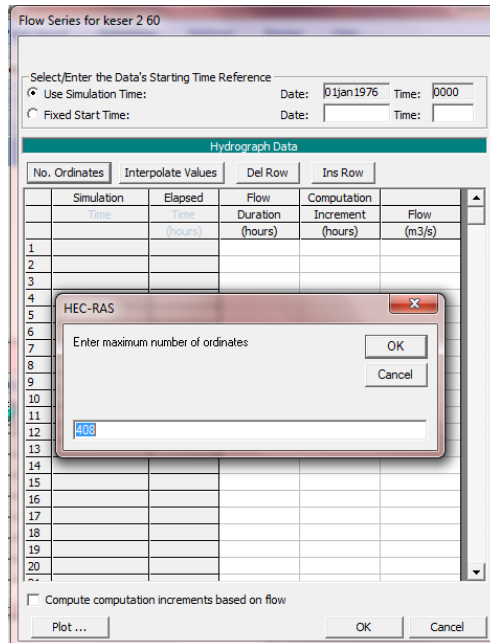 Flow Series for keser 2 60
Select/Enter the Data's Starting Time Reference
Use Simulation Time: Date: 01jan1976 Time: 0000
Fixed Start Time: Date: Time:
Hydrograph Data
No. Ordinates Interpolate Values Del Row Ins Row
Simulation Elapsed Flow Computation
Time Time Duration Increment Flow
(hours) (hours) (hours) (m3/s)
1
2
3
4
5
6
7
8
9
10
11
12
13
14
15
16
17
18
19
20
HEC-RAS
Enter maximum number of ordinates
OK
Cancel
408
Compute computation increments based on flow
Plot ... OK Cancel